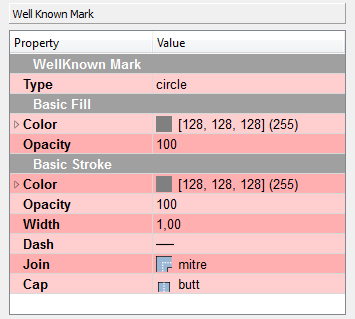 Well Known Mark
Property Value
WellKnown Mark
Type circle
Basic Fill
Color [128, 128, 128] (255)
Opacity 100
Basic Stroke
Color [128, 128, 128] (255)
Opacity 100
Width 1,00
Dash
Join mitre
Cap butt